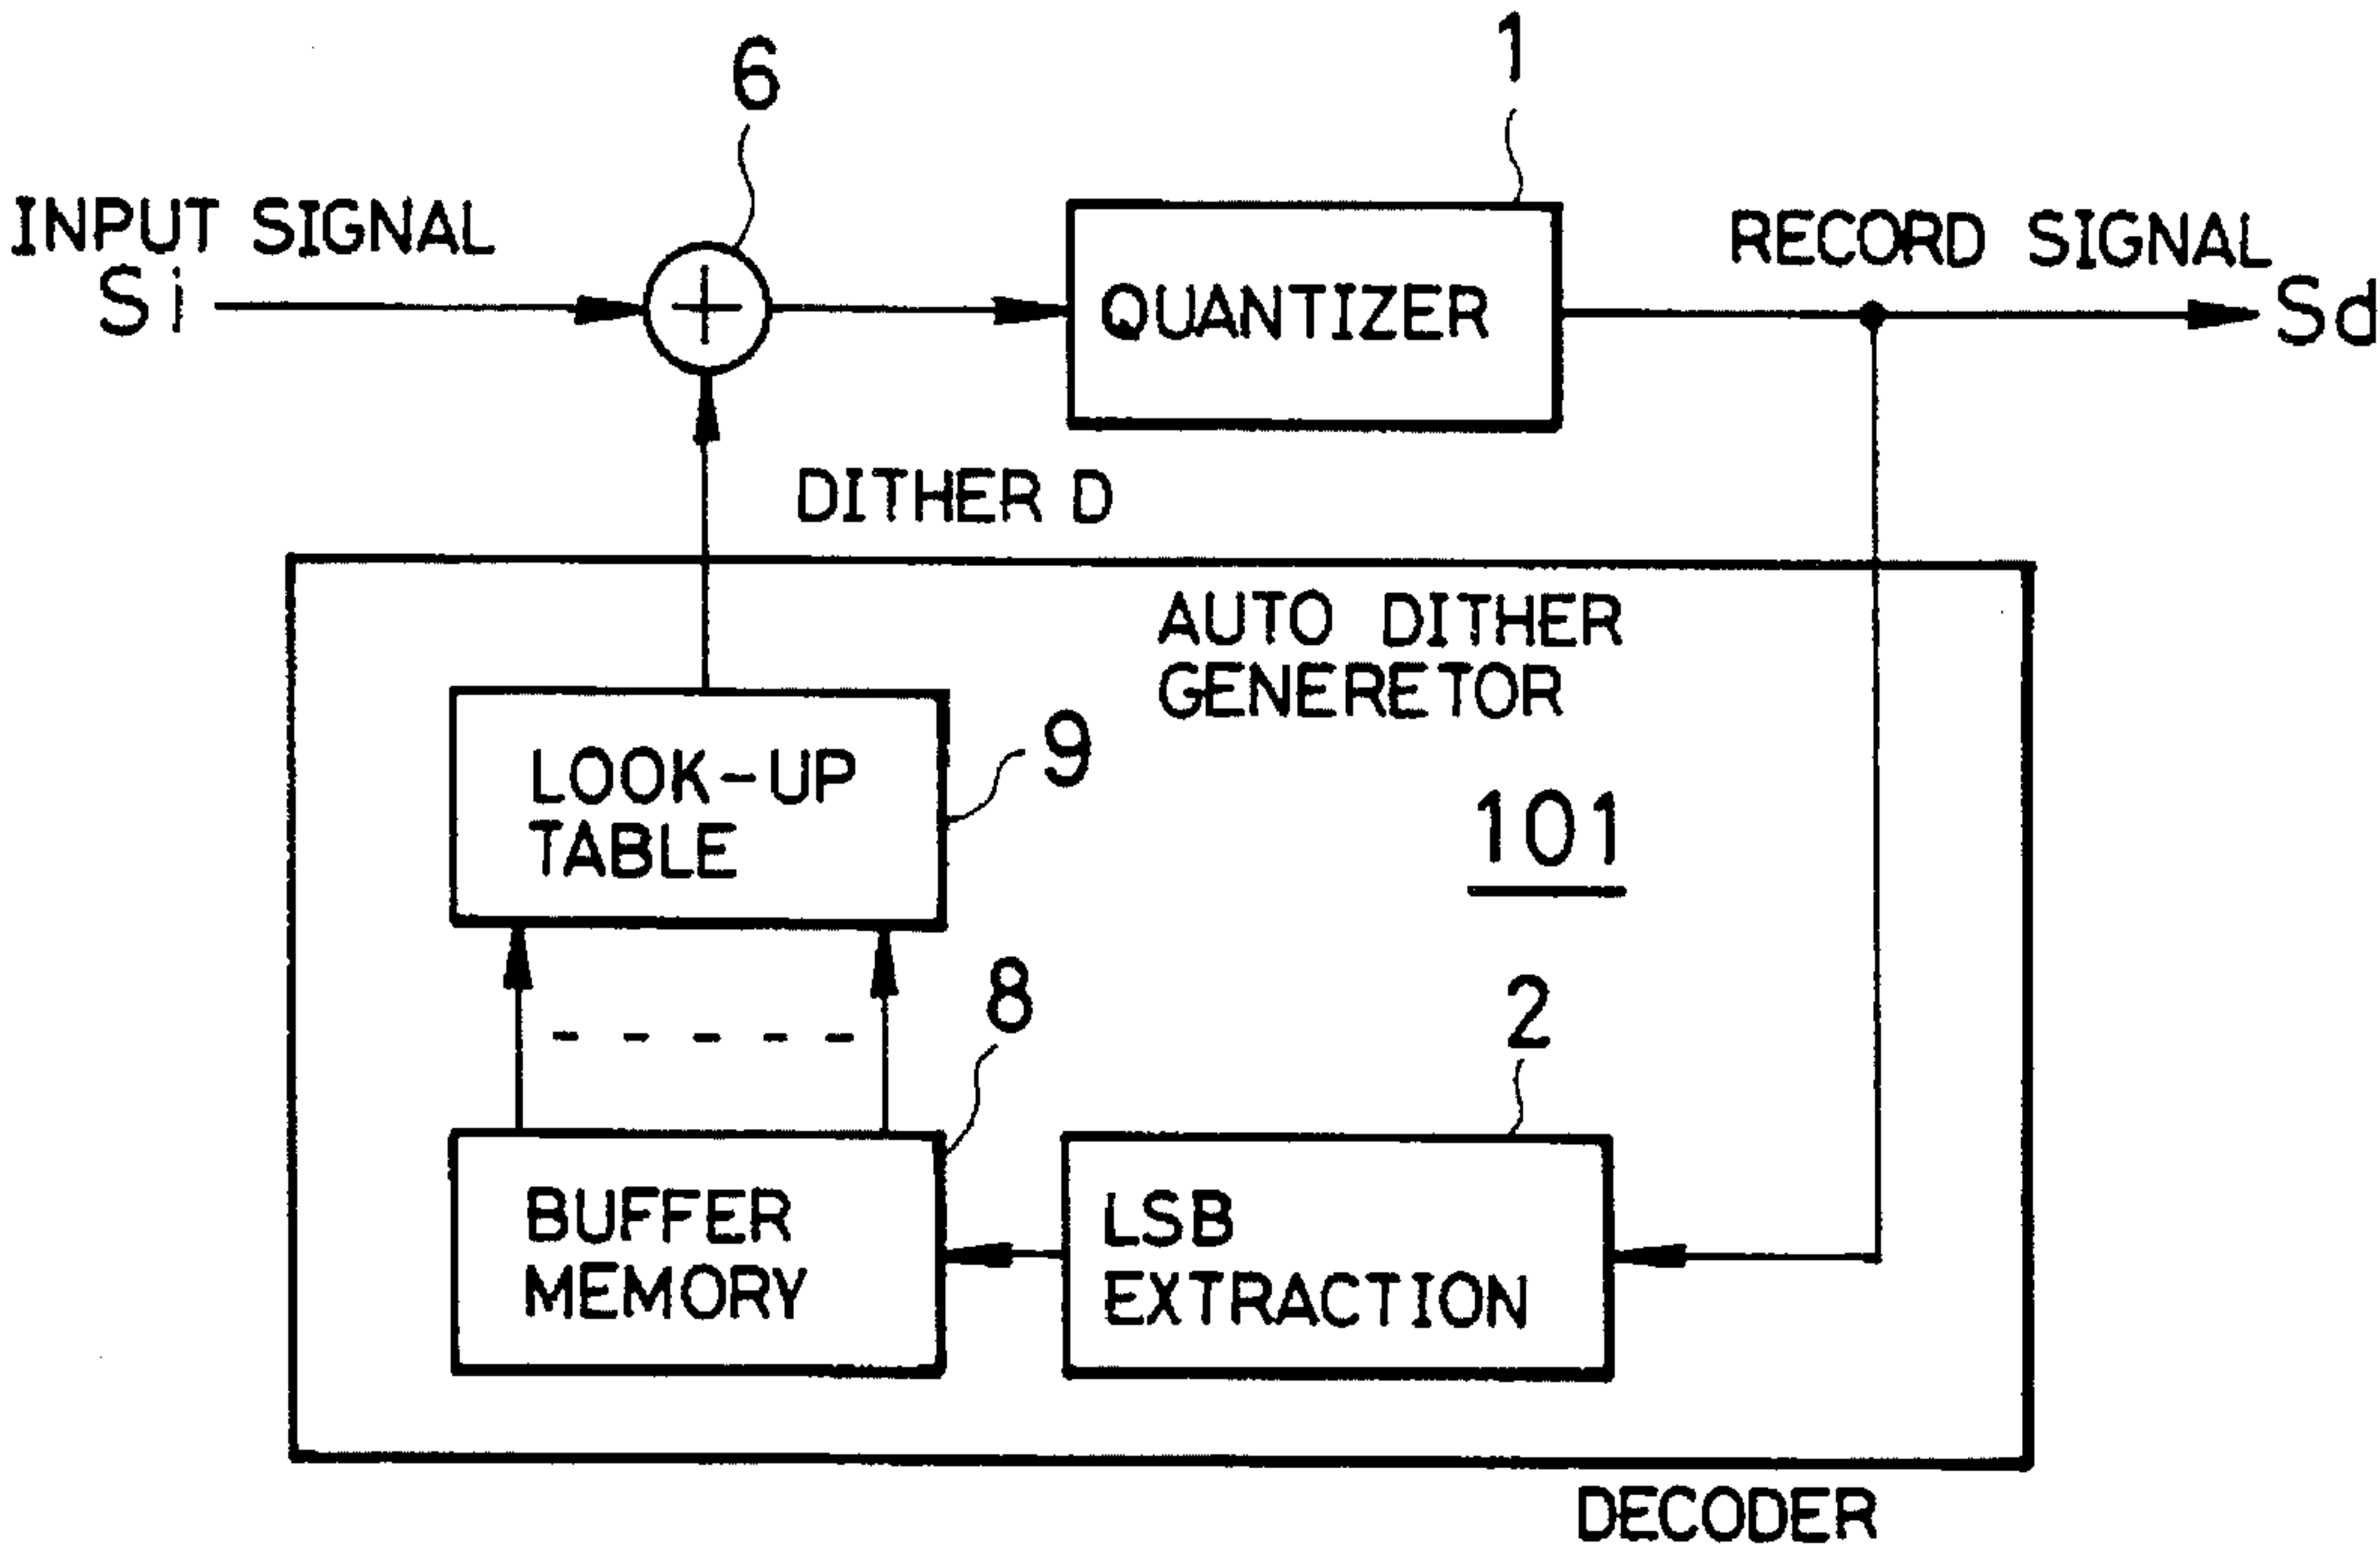 6
1
INPUT SIGNAL
Si
QUANTIZER
RECORD SIGNAL
Sd
DITHER D
AUTO DITHER
GENERETOR
LOOK-UP
TABLE
9
101
8
2
BUFFER
MEMORY
LSB
EXTRACTION
DECODER